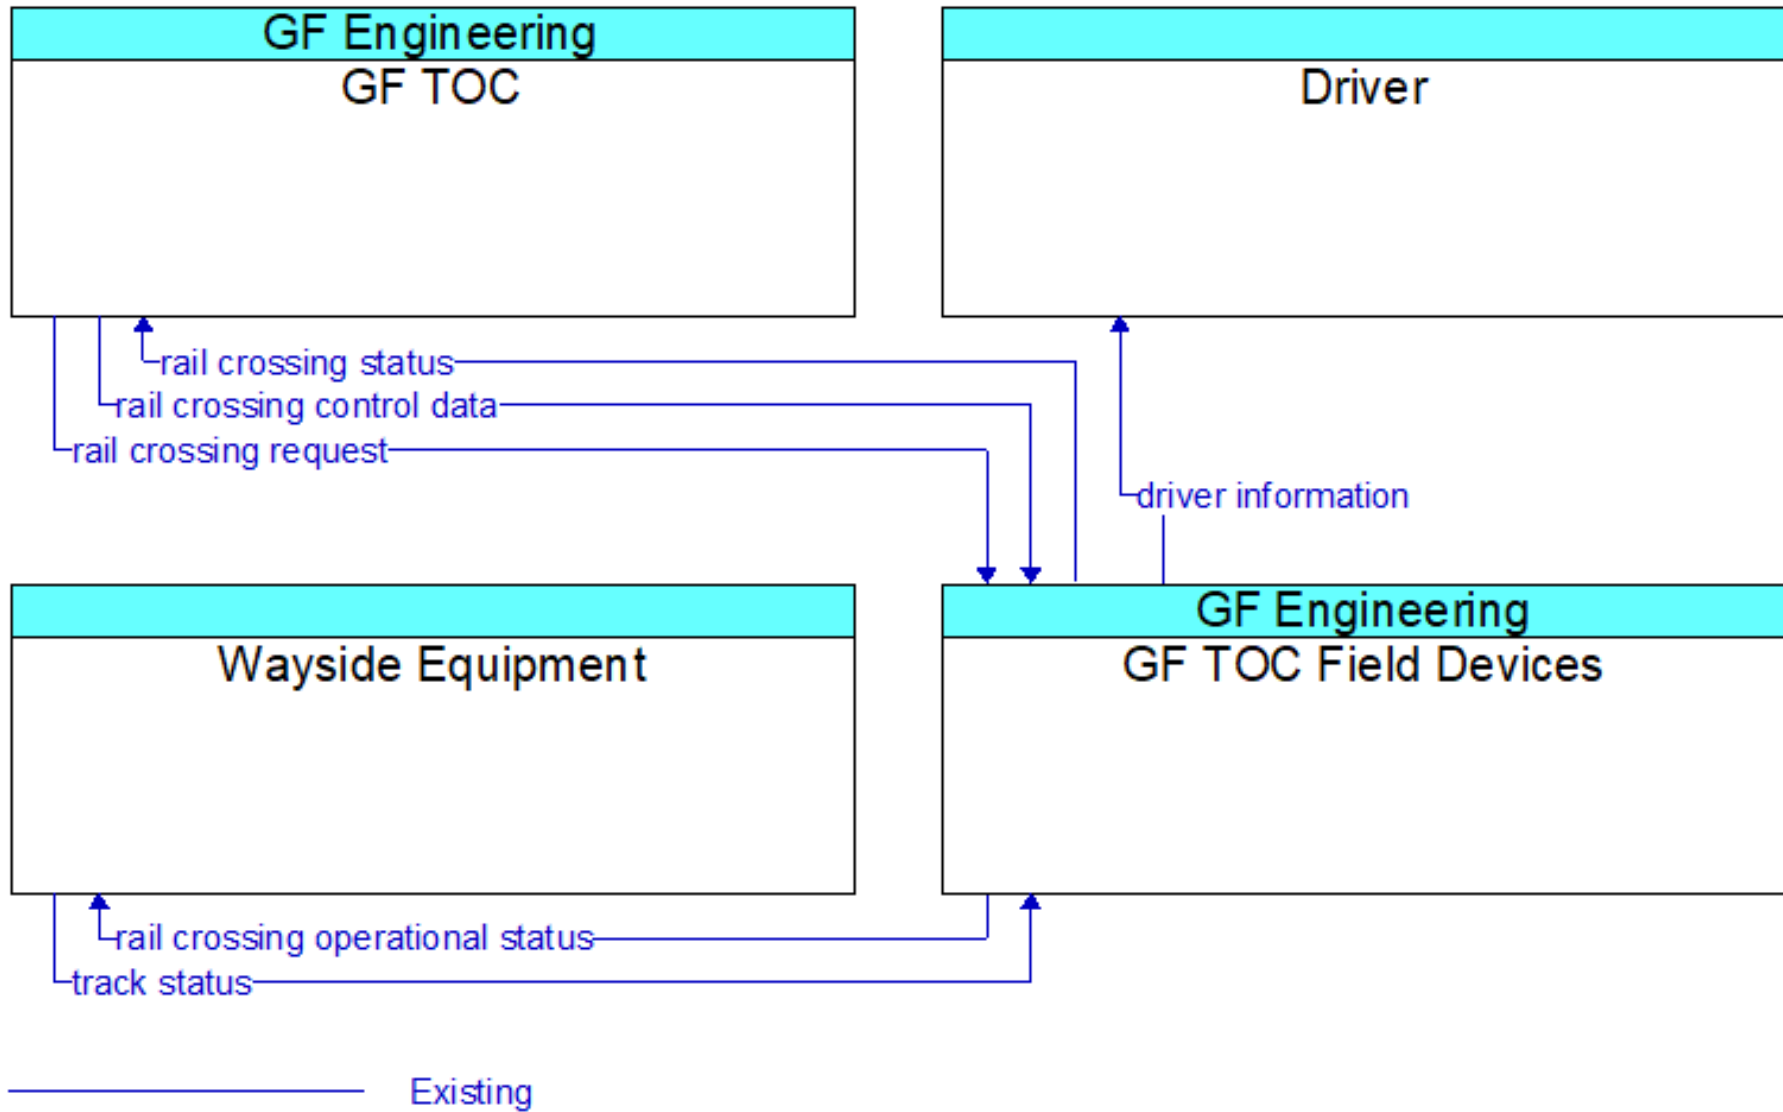 GF Engineering
GF TOC
Driver
rail crossing status
rail crossing control data
rail crossing request
driver information
Wayside Equipment
GF Engineering
GF TOC Field Devices
rail crossing operational status
track status
Existing